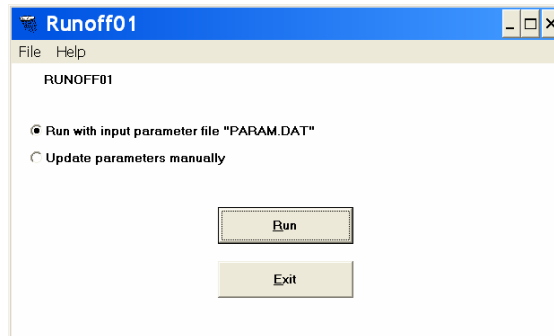 Runoff01
File Help
RUNOFF01
Run with input parameter file "PARAM.DAT"
Update parameters manually
Run
Exit